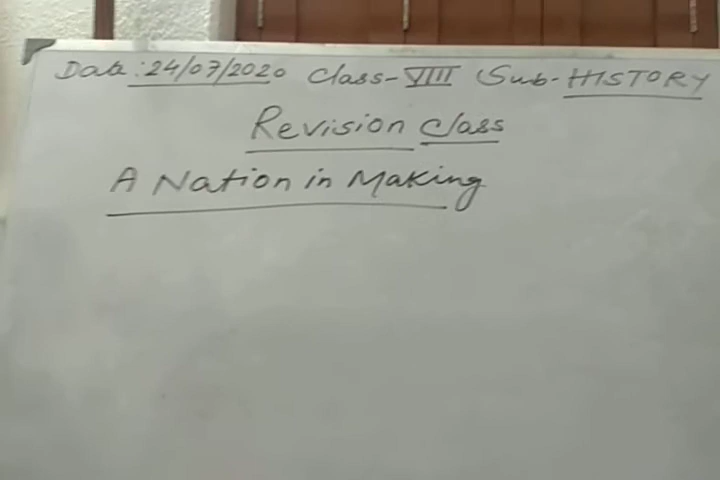 Date: 24/07/2020 Class-VIII Sub-HISTORY
Revision Class
A Nation in Making